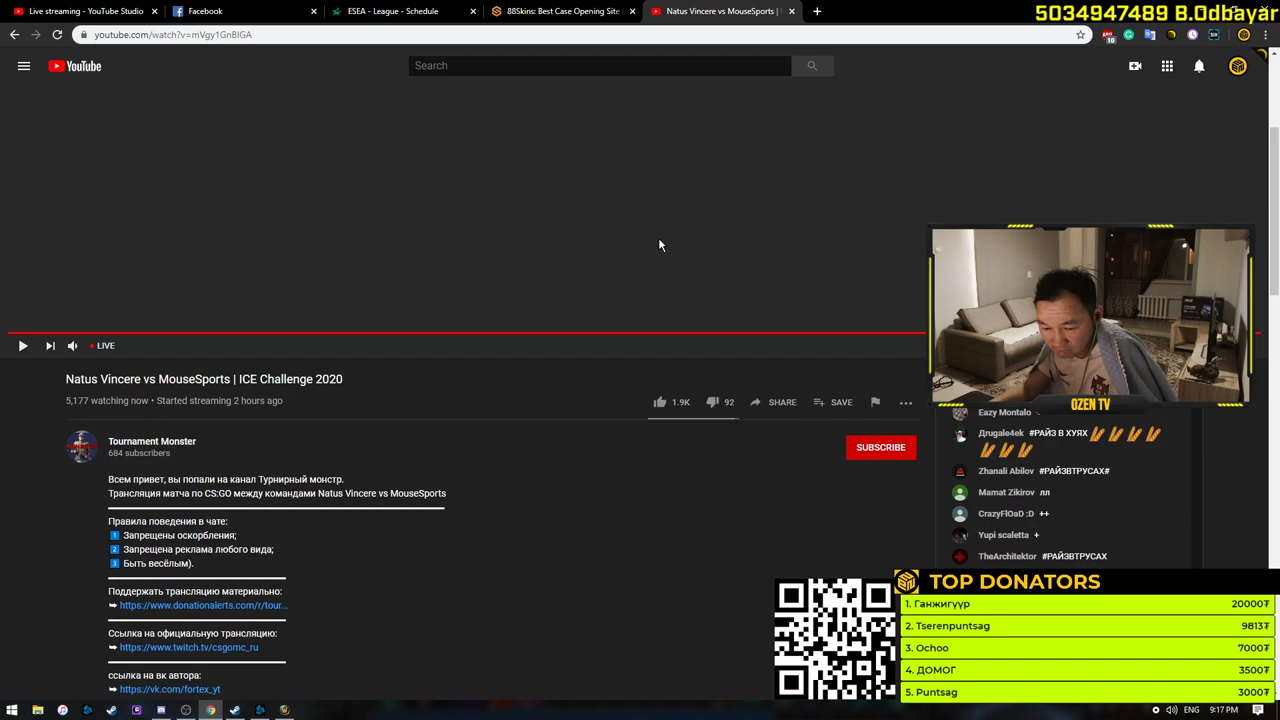 Live streaming - YouTube Studio
Facebook
ESEA - League - Schedule
88Skins: Best Case Opening Site
Natus Vincere vs MouseSports |
5034947489 B.Odbayar
youtube.com/watch?v=mVgy1GnBIGA
10
YouTube
Search
LIVE
Natus Vincere vs MouseSports | ICE Challenge 2020
5,177 watching now • Started streaming 2 hours ago
1.9K
92
SHARE
SAVE
Tournament Monster
684 subscribers
SUBSCRIBE
Всем привет, вы попали на канал Турнирный монстр.
Трансляция матча по CS:GO между командами Natus Vincere vs MouseSports
Правила поведения в чате:
1 Запрещены оскорбления;
2 Запрещена реклама любого вида;
3 Быть весёлым).
Поддержать трансляцию материально:
https://www.donationalerts.com/r/tour...
Ссылка на официальную трансляцию:
https://www.twitch.tv/csgomc_ru
ссылка на вк автора:
https://vk.com/fortex_yt
OZEN TV
Eazy Montalo
Дrugale4ek #РАЙЗ В ХУЯХ
Zhanali Abilov #РАЙЗВТРУСАХ#
Mamat Zikirov лл
CrazyFlOaD :D ++
Yupi scaletta +
TheArchitektor #РАЙЗВТРУСАХ
TOP DONATORS
1. Ганжигүүр 20000₮
2. Tserenpuntsag 9813₮
3. Ochoo 7000₮
4. ДОМОГ 3500₮
5. Puntsag 3000₮
ENG
9:17 PM